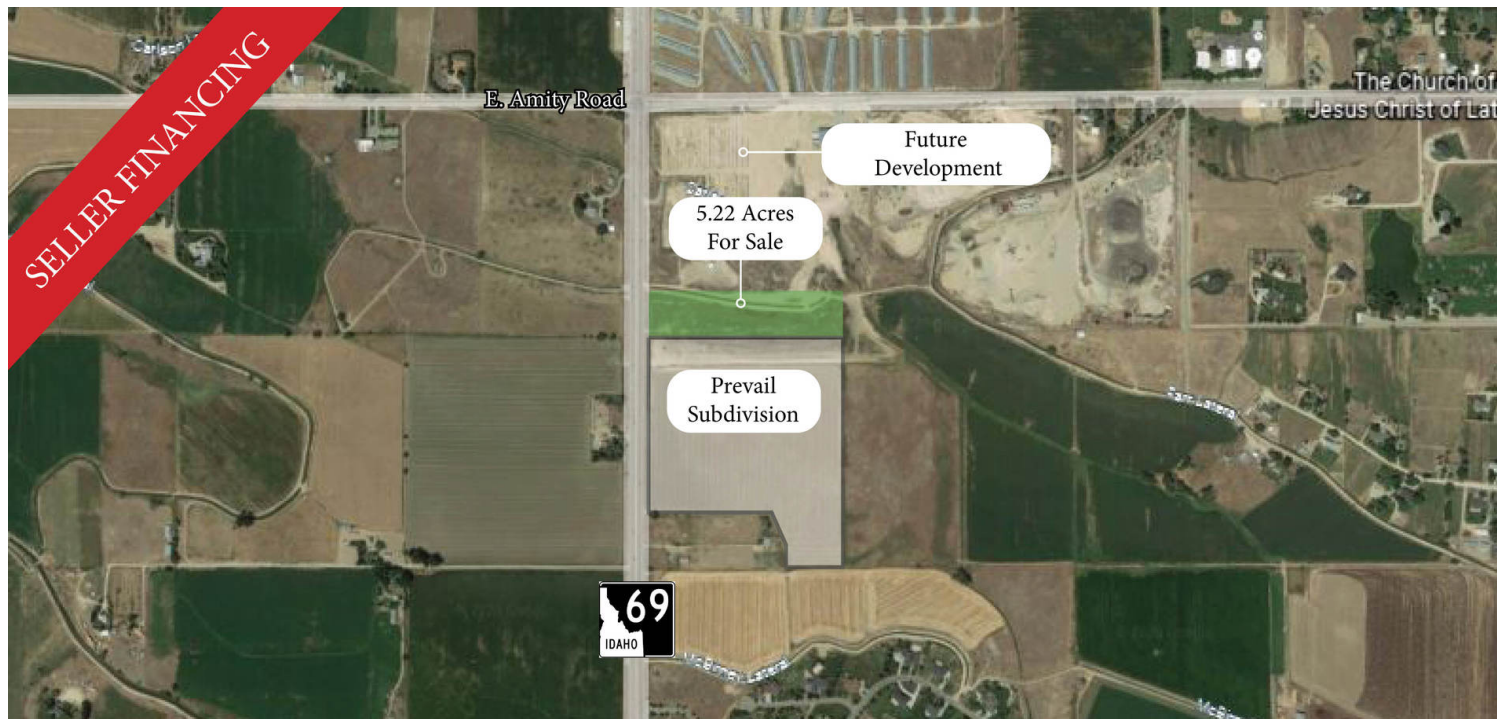 SELLER FINANCING
E. Amity Road
The Church of
Jesus Christ of Lat
Future
Development
5.22 Acres
For Sale
Prevail
Subdivision
69
IDAHO